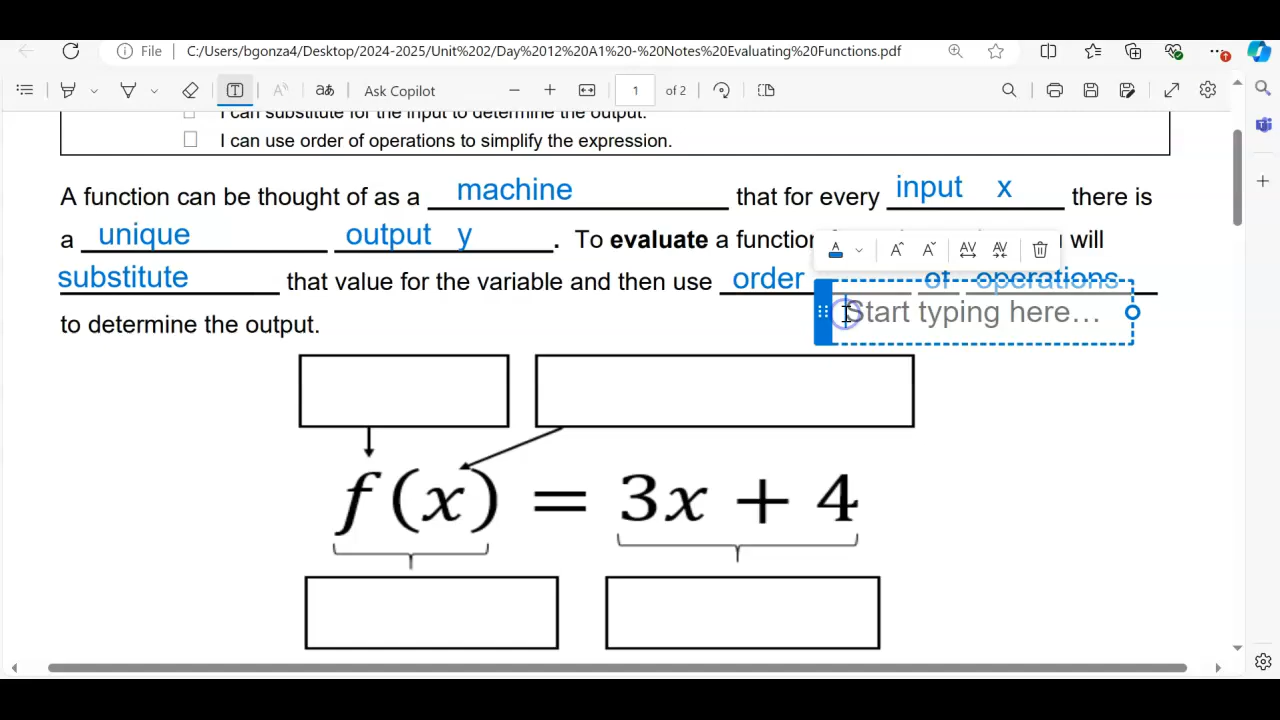 File C:/Users/bgonza4/Desktop/2024-2025/Unit%202/Day%2012%20A1%20-%20Notes%20Evaluating%20Functions.pdf
Ask Copilot 1 of 2
I can substitute for the input to determine the output.
I can use order of operations to simplify the expression.
A function can be thought of as a machine that for every input x there is
a unique output y . To evaluate a function will
substitute that value for the variable and then use order of operations
Start typing here…
to determine the output.
f(x) = 3x + 4